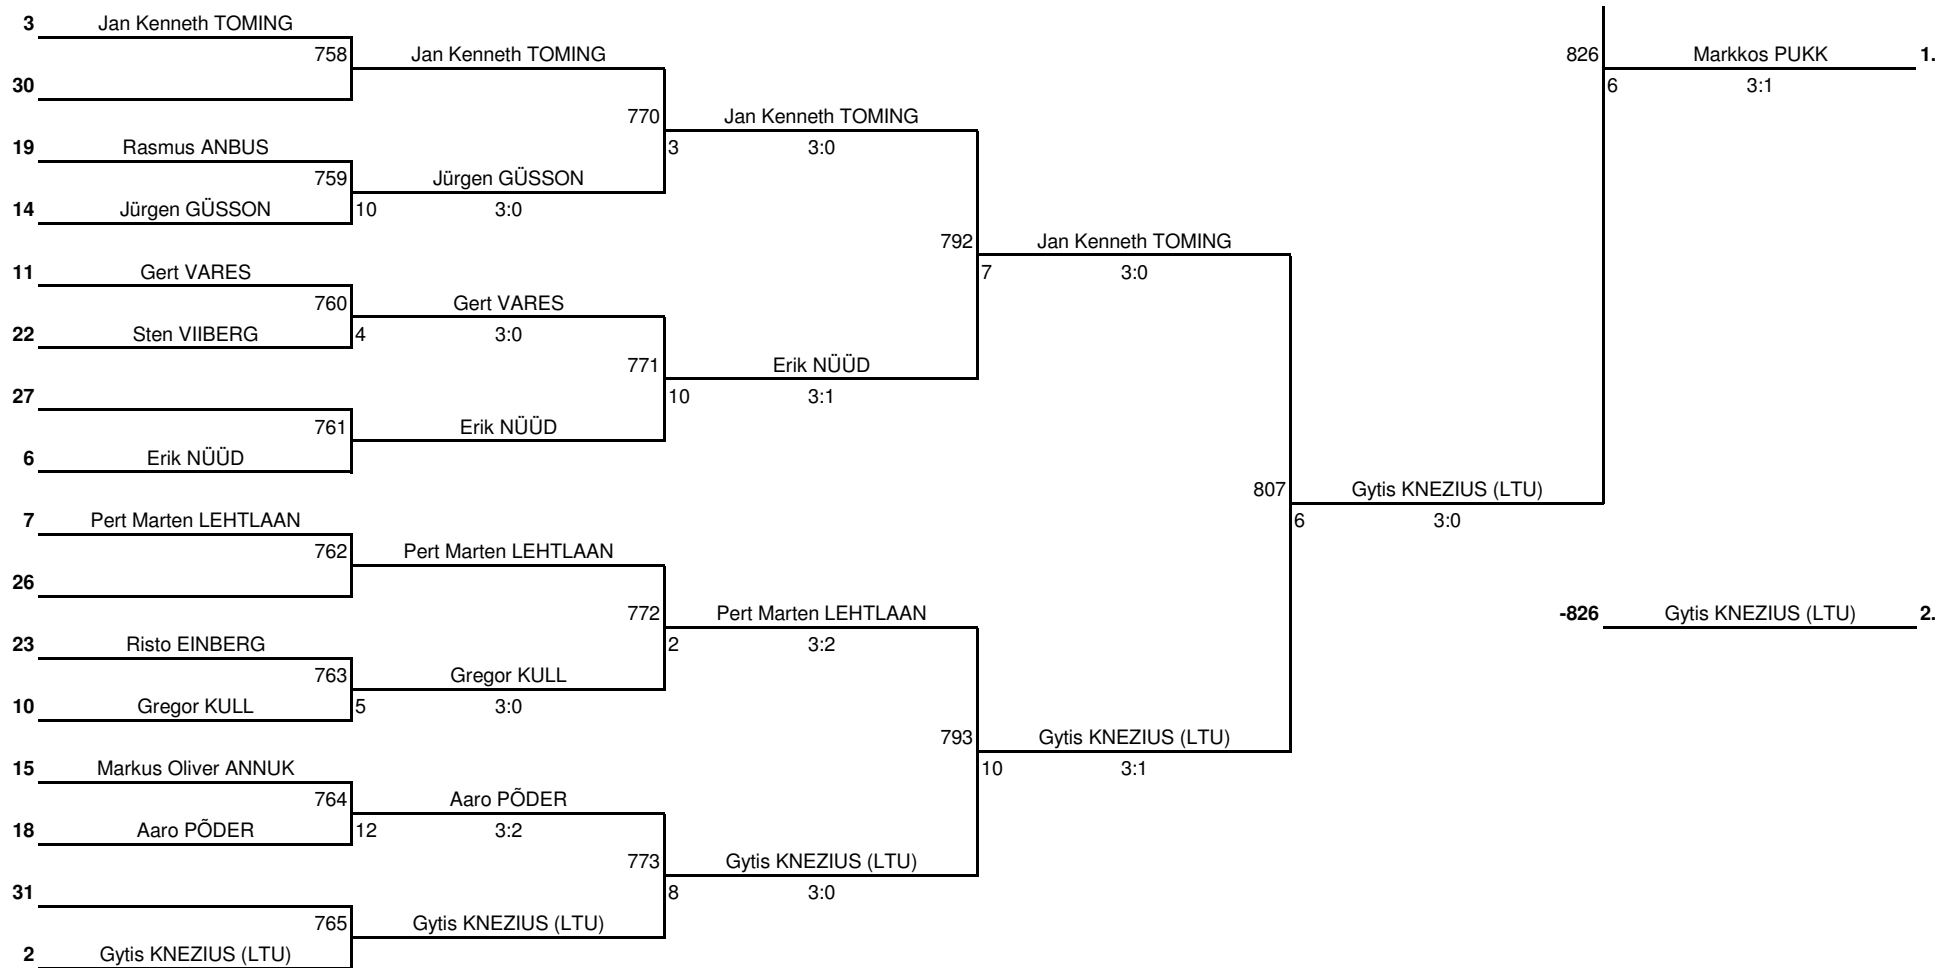 3 Jan Kenneth TOMING
758 Jan Kenneth TOMING 826 Markkos PUKK 1.
30 6 3:1
770 Jan Kenneth TOMING
19 Rasmus ANBUS 3 3:0
759 Jürgen GÜSSON
14 Jürgen GÜSSON 10 3:0
792 Jan Kenneth TOMING
11 Gert VARES 7 3:0
760 Gert VARES
22 Sten VIIBERG 4 3:0
771 Erik NÜÜD
27 10 3:1
761 Erik NÜÜD
6 Erik NÜÜD
807 Gytis KNEZIUS (LTU)
7 Pert Marten LEHTLAAN 6 3:0
762 Pert Marten LEHTLAAN
26
772 Pert Marten LEHTLAAN -826 Gytis KNEZIUS (LTU) 2.
23 Risto EINBERG 2 3:2
763 Gregor KULL
10 Gregor KULL 5 3:0
793 Gytis KNEZIUS (LTU)
15 Markus Oliver ANNUK 10 3:1
764 Aaro PÕDER
18 Aaro PÕDER 12 3:2
773 Gytis KNEZIUS (LTU)
31 8 3:0
765 Gytis KNEZIUS (LTU)
2 Gytis KNEZIUS (LTU)